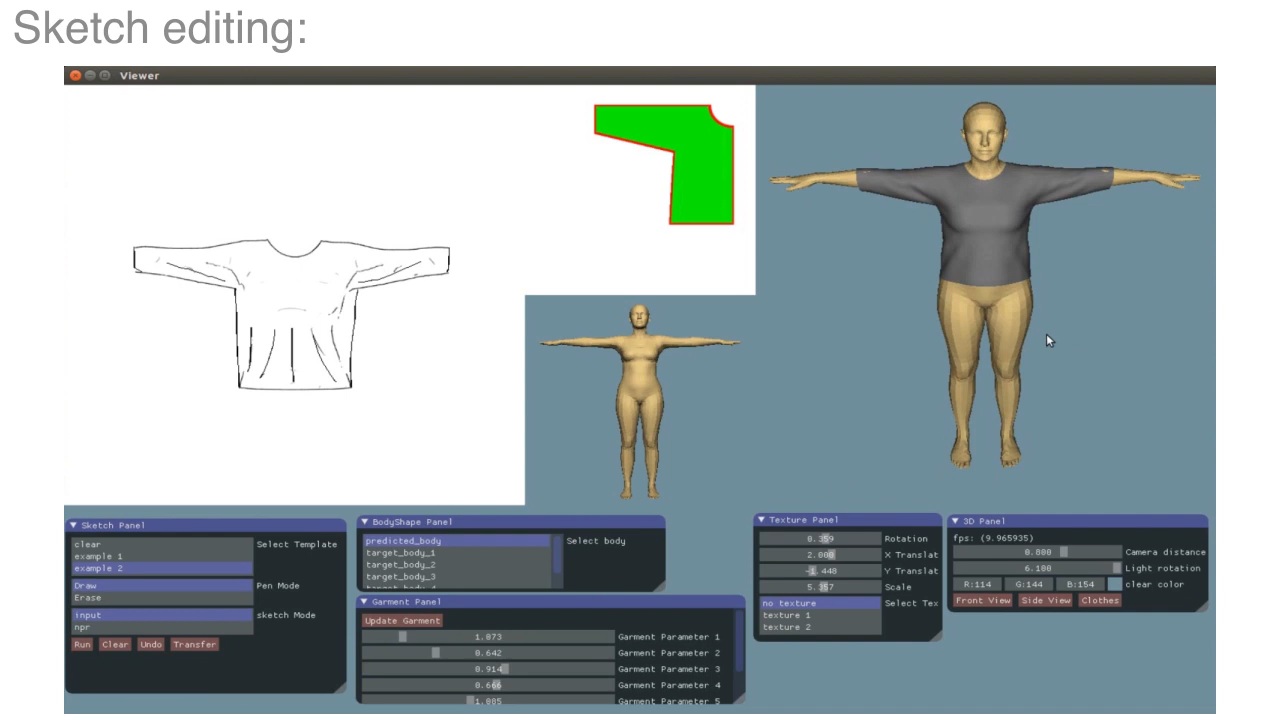 Sketch editing:
Viewer
Sketch Panel
clear
example 1
example 2
Select Template
Draw
Erase
Pen Mode
input
npr
sketch Mode
Run Clear Undo Transfer
BodyShape Panel
predicted_body
target_body_1
target_body_2
target_body_3
Select body
Garment Panel
Update Garment
1.073 Garment Parameter 1
0.642 Garment Parameter 2
0.914 Garment Parameter 3
0.666 Garment Parameter 4
1.005 Garment Parameter 5
Texture Panel
0.359 Rotation
2.000 X Translat
-1.448 Y Translat
5.357 Scale
no texture
texture 1
texture 2
Select Tex
3D Panel
fps: (9.965935)
0.800 Camera distance
6.100 Light rotation
R:114 G:144 B:154 clear color
Front View Side View Clothes